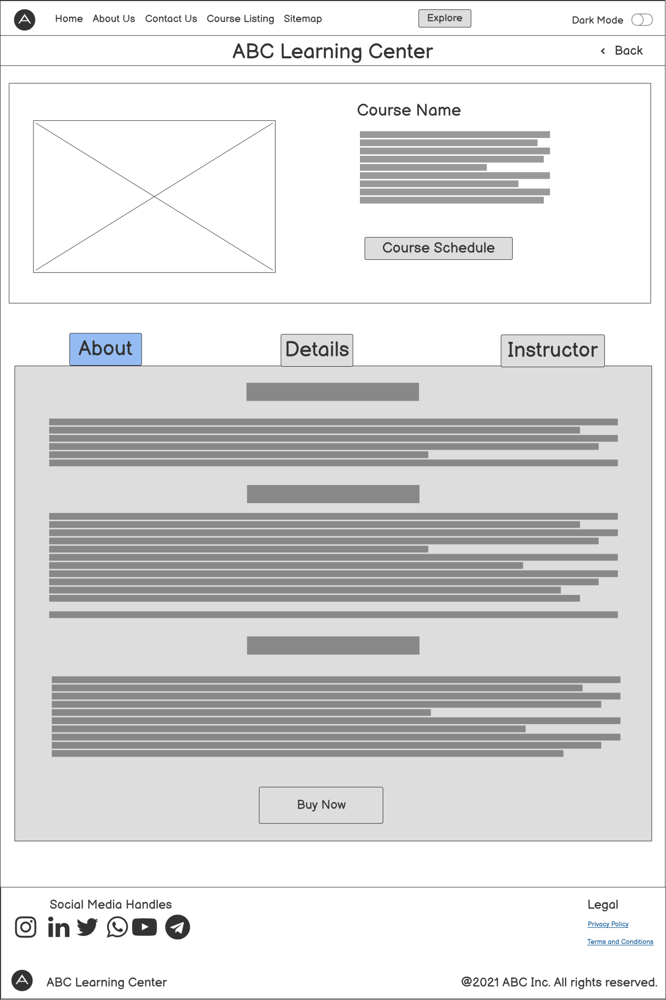 Home About Us Contact Us Course Listing Sitemap Explore Dark Mode
ABC Learning Center < Back
Course Name
Course Schedule
About Details Instructor
Buy Now
Social Media Handles Legal
Privacy Policy
Terms and Conditions
ABC Learning Center @2021 ABC Inc. All rights reserved.